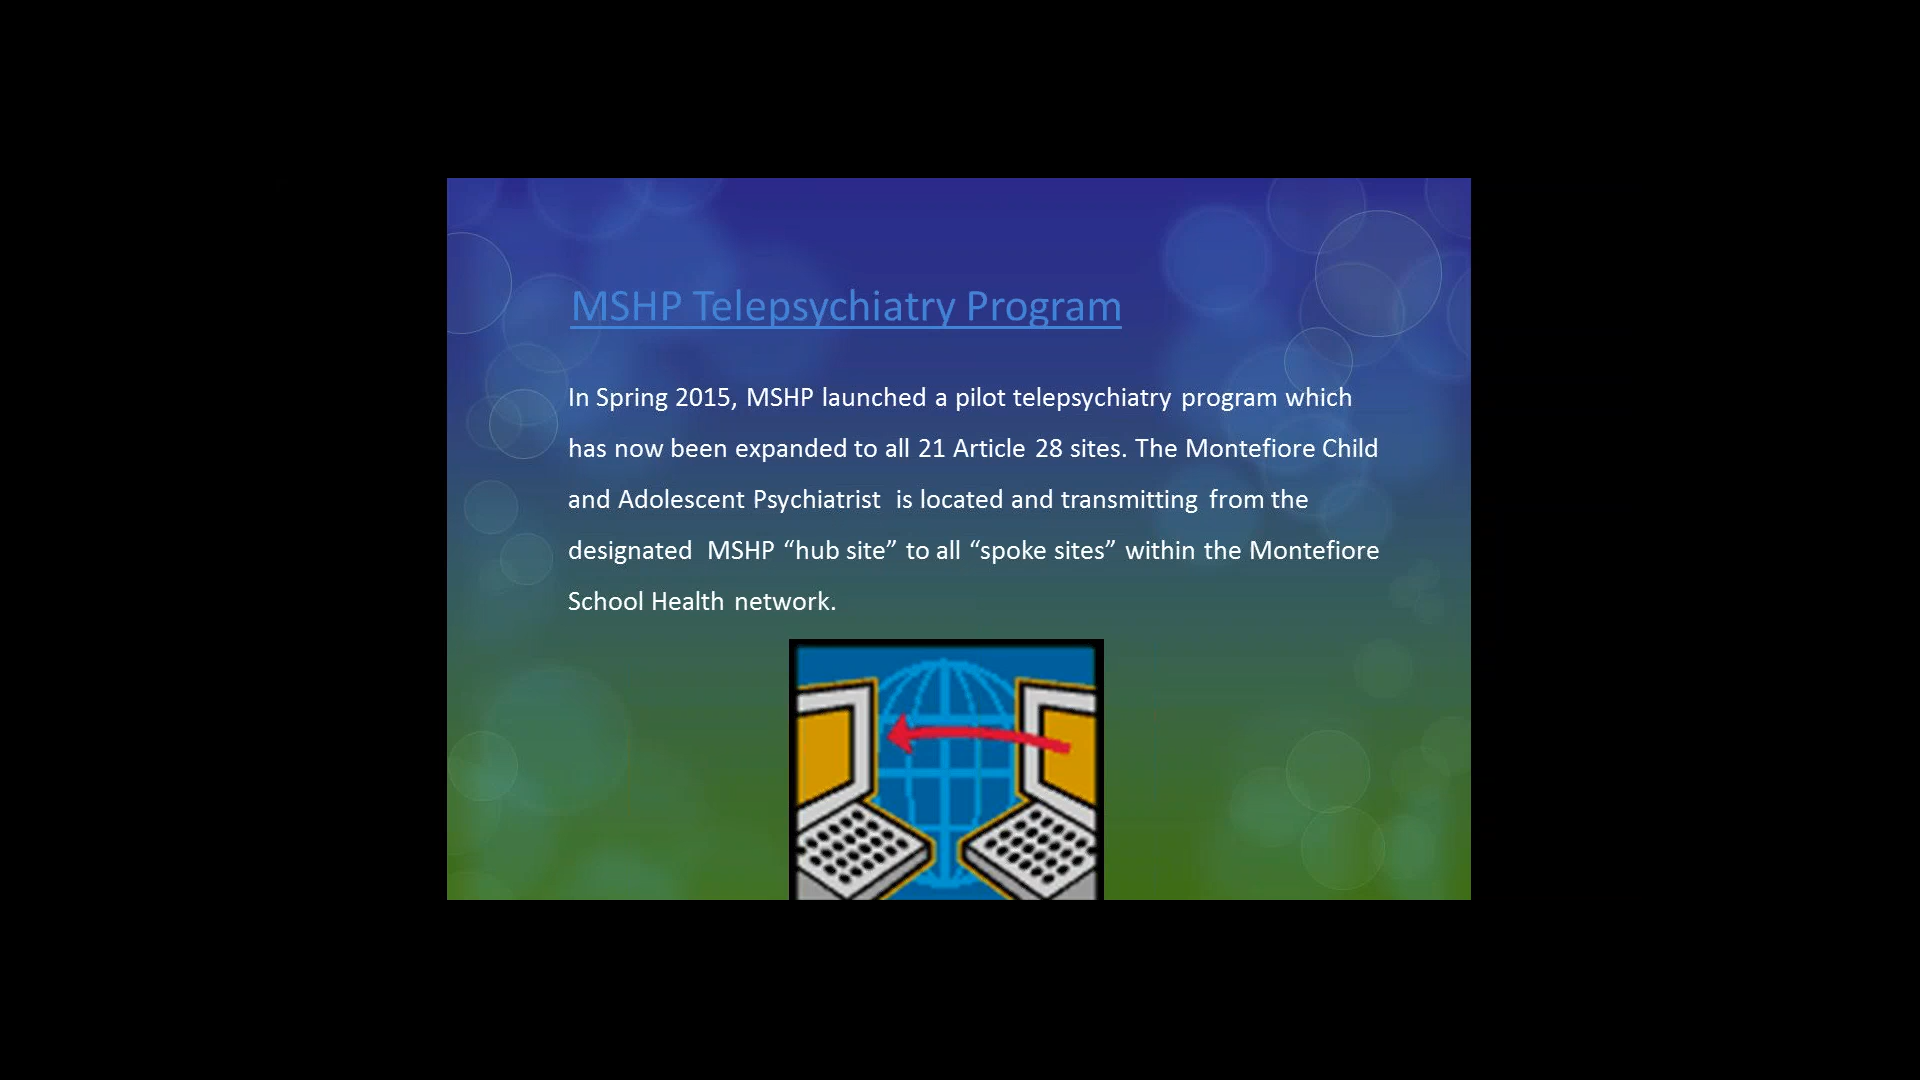 MSHP Telepsychiatry Program
In Spring 2015, MSHP launched a pilot telepsychiatry program which
has now been expanded to all 21 Article 28 sites. The Montefiore Child
and Adolescent Psychiatrist is located and transmitting from the
designated MSHP “hub site” to all “spoke sites” within the Montefiore
School Health network.